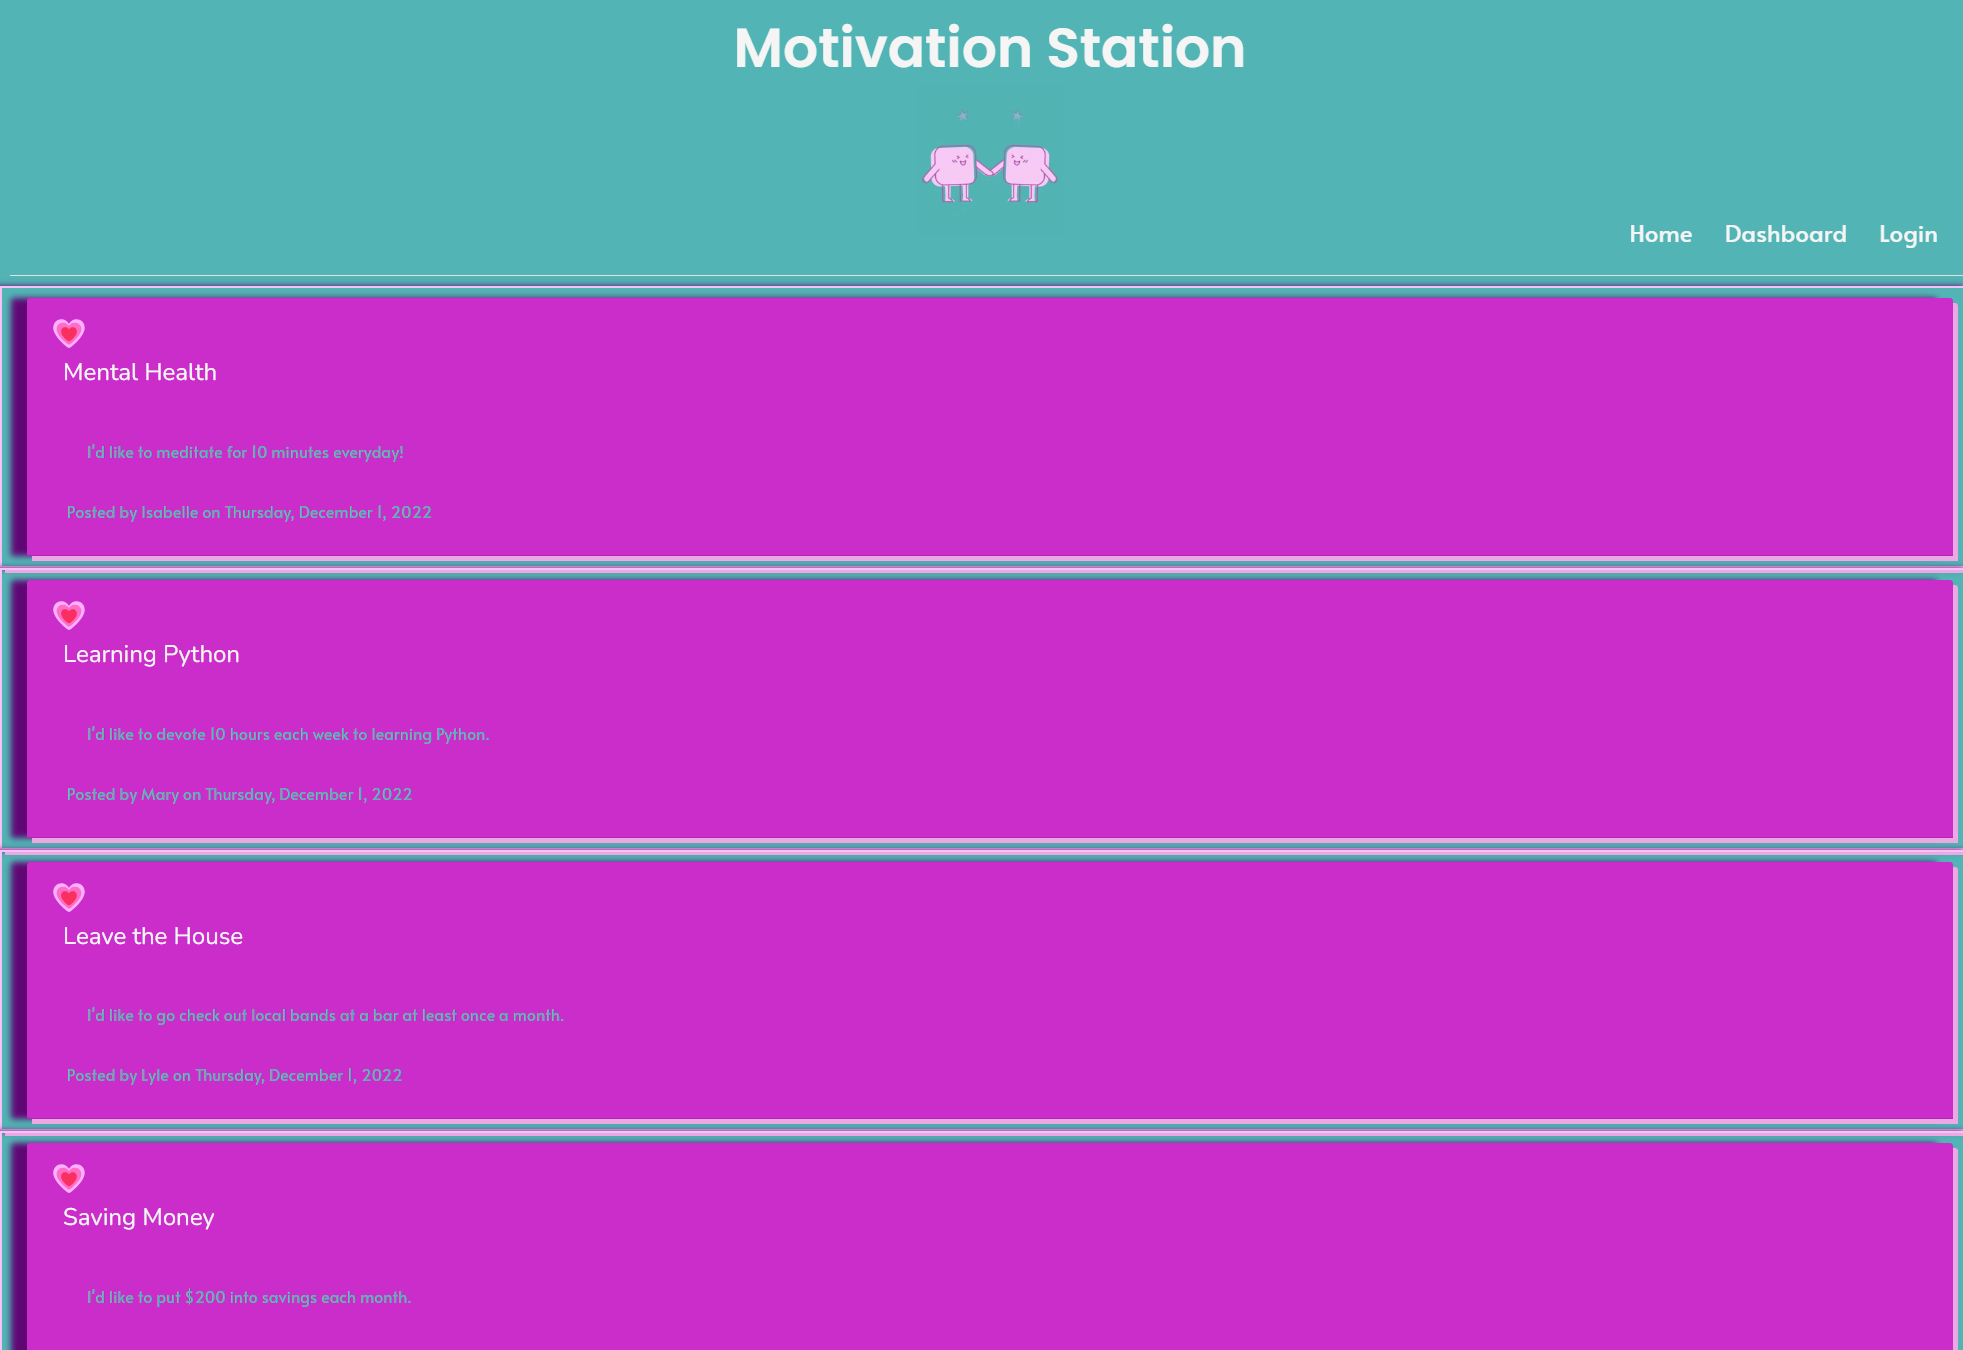 Motivation Station
Home Dashboard Login
Mental Health
I'd like to meditate for 10 minutes everyday!
Posted by Isabelle on Thursday, December 1, 2022
Learning Python
I'd like to devote 10 hours each week to learning Python.
Posted by Mary on Thursday, December 1, 2022
Leave the House
I'd like to go check out local bands at a bar at least once a month.
Posted by Lyle on Thursday, December 1, 2022
Saving Money
I'd like to put $200 into savings each month.